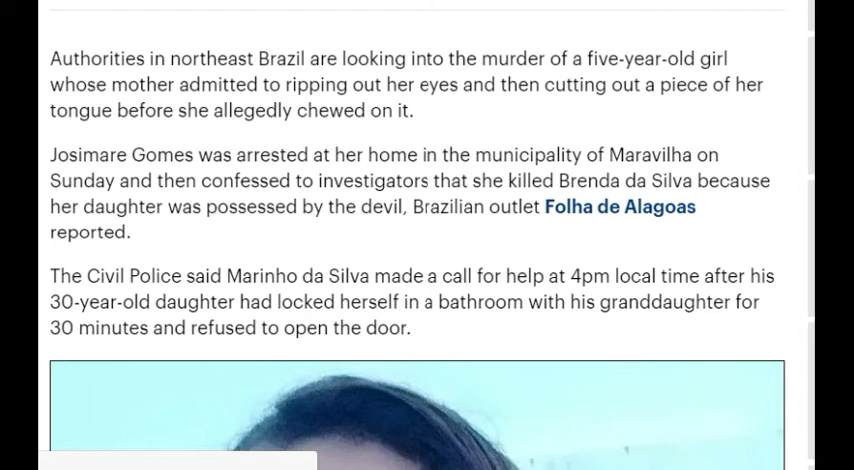 Authorities in northeast Brazil are looking into the murder of a five-year-old girl
whose mother admitted to ripping out her eyes and then cutting out a piece of her
tongue before she allegedly chewed on it.
Josimare Gomes was arrested at her home in the municipality of Maravilha on
Sunday and then confessed to investigators that she killed Brenda da Silva because
her daughter was possessed by the devil, Brazilian outlet Folha de Alagoas
reported.
The Civil Police said Marinho da Silva made a call for help at 4pm local time after his
30-year-old daughter had locked herself in a bathroom with his granddaughter for
30 minutes and refused to open the door.